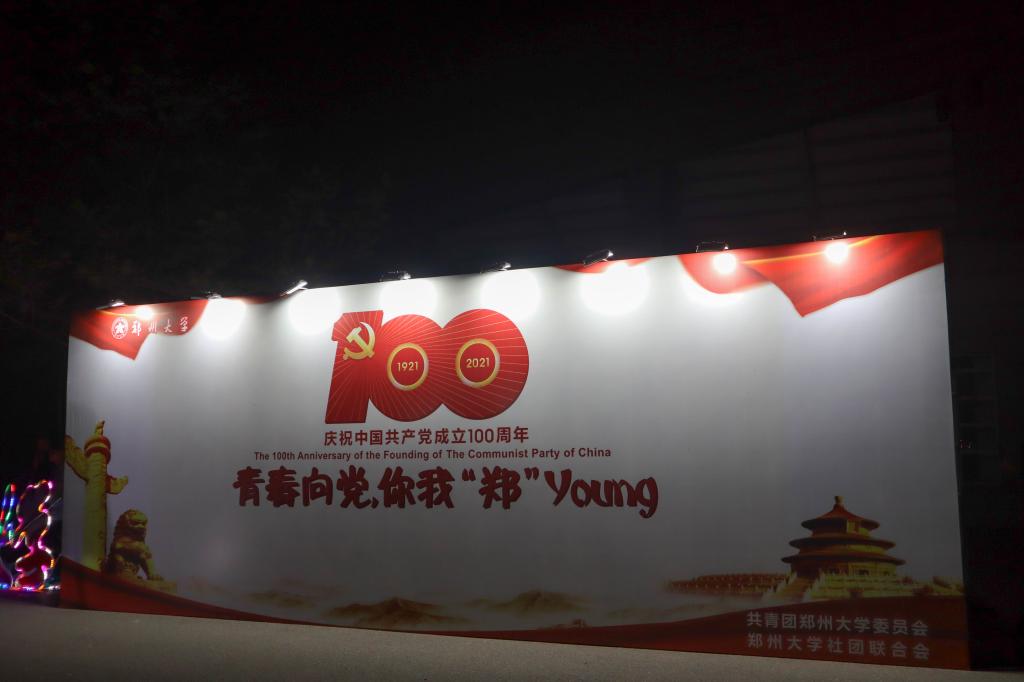 郑州大学
100
1921
2021
庆祝中国共产党成立100周年
The 100th Anniversary of the Founding of The Communist Party of China
青春向党,你我“郑”Young
共青团郑州大学委员会
郑州大学社团联合会